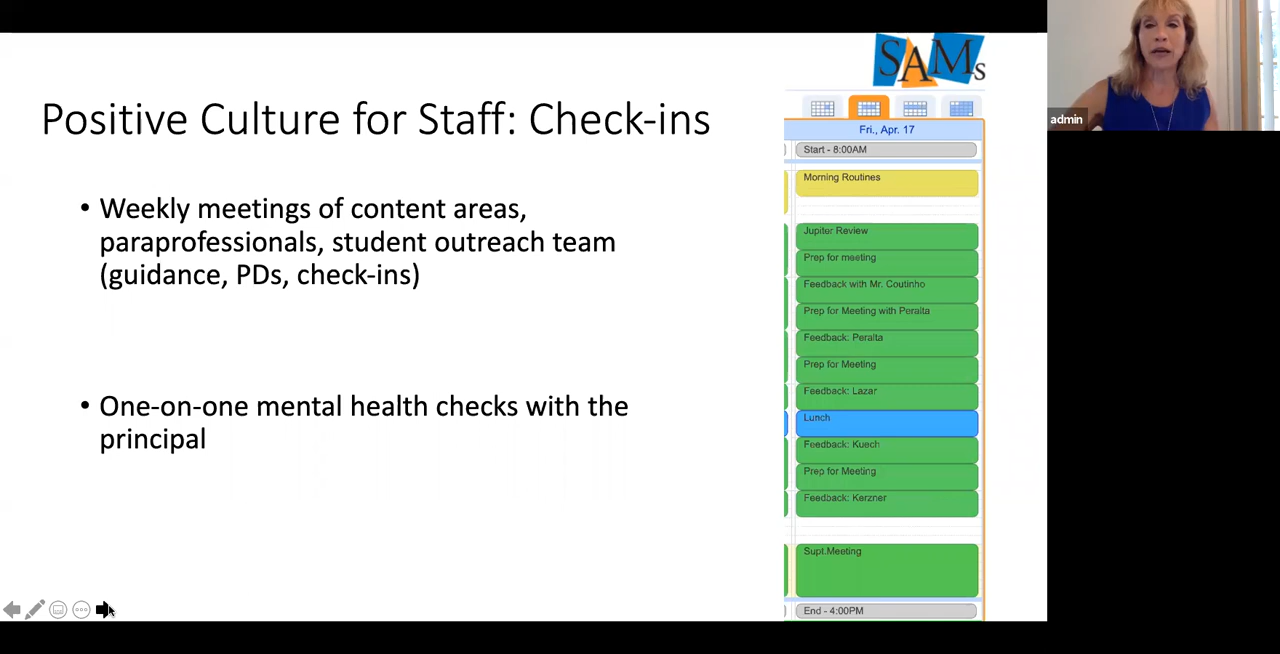 SAMs
Positive Culture for Staff: Check-ins
• Weekly meetings of content areas,
paraprofessionals, student outreach team
(guidance, PDs, check-ins)
• One-on-one mental health checks with the
principal
Fri., Apr. 17
Start - 8:00AM
Morning Routines
Jupiter Review
Prep for meeting
Feedback with Mr. Coutinho
Prep for Meeting with Peralta
Feedback: Peralta
Prep for Meeting
Feedback: Lazar
Lunch
Feedback: Kuech
Prep for Meeting
Feedback: Kerzner
Supt.Meeting
End - 4:00PM
admin